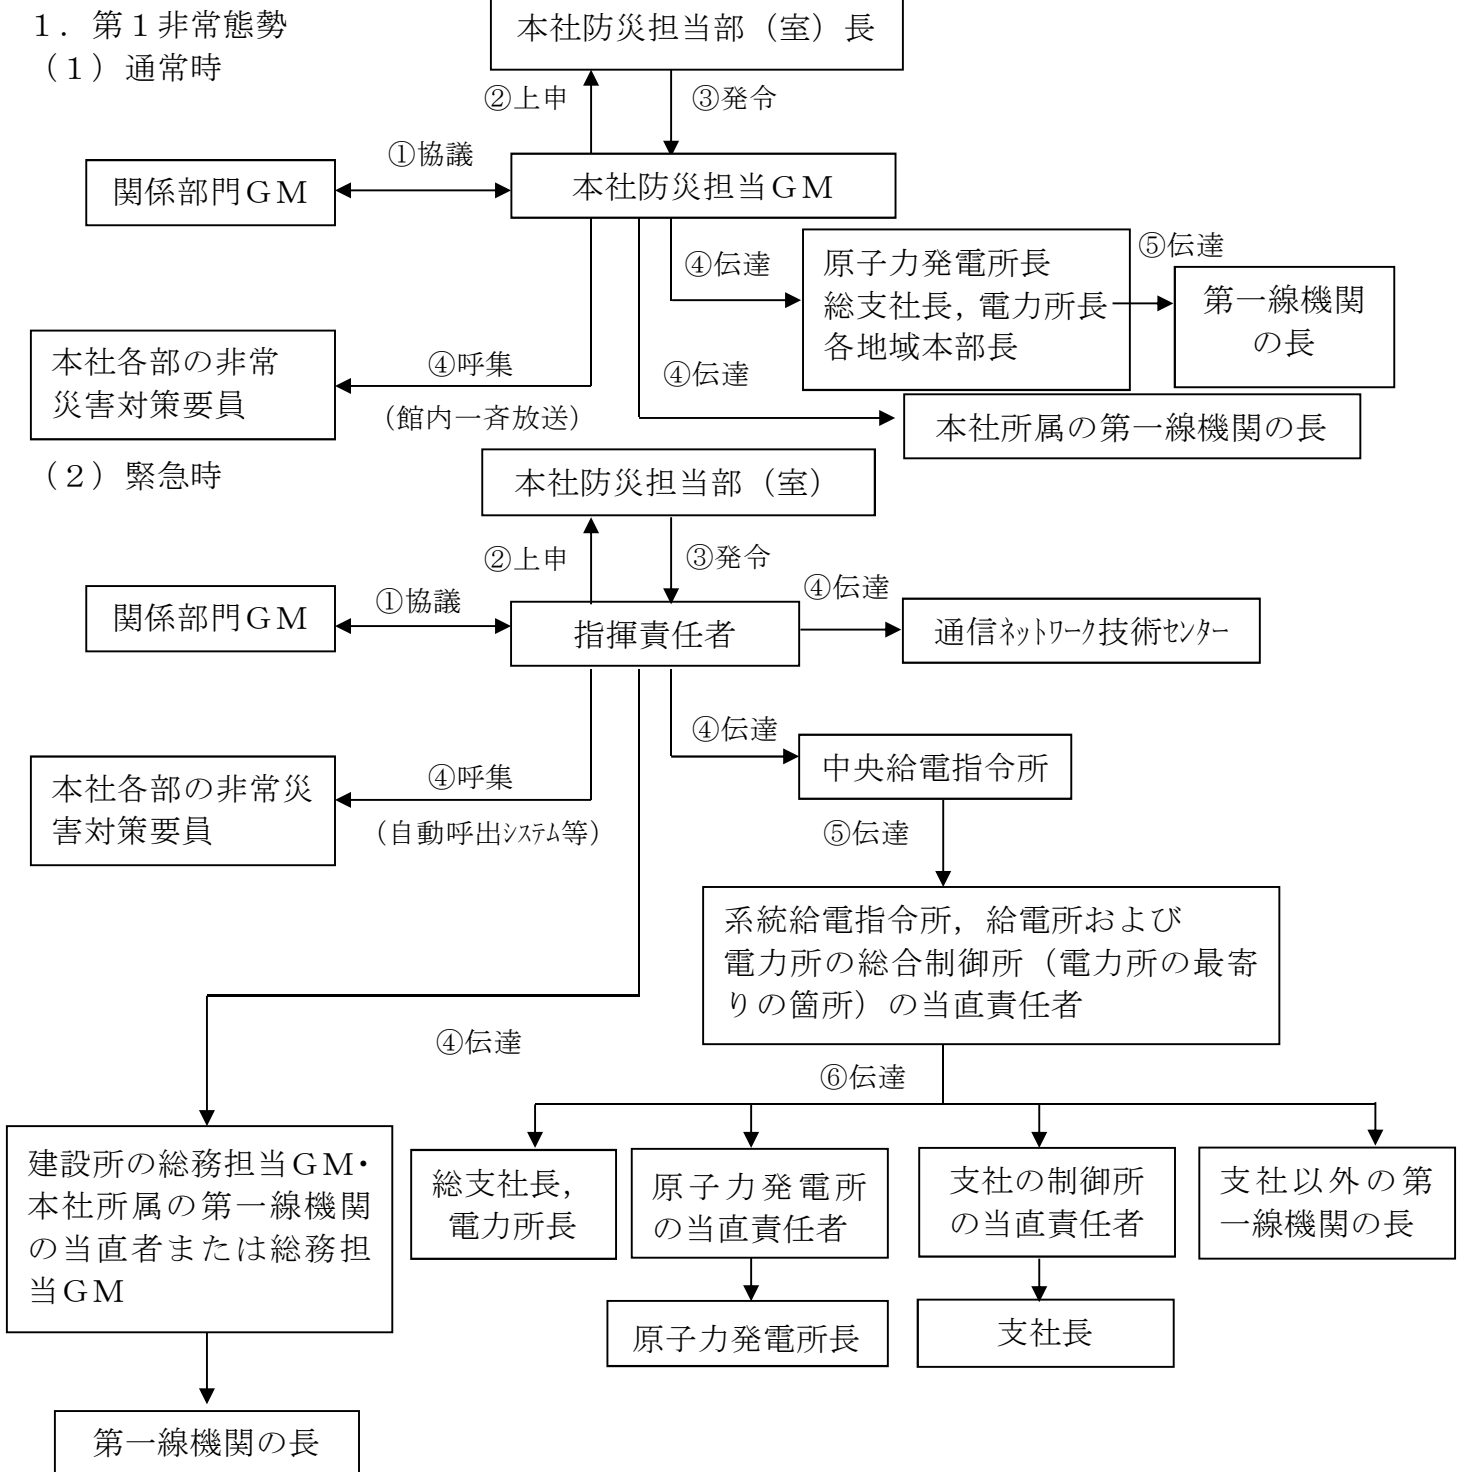 １．第１非常態勢
（１）通常時
本社防災担当部（室）長
②上申
③発令
①協議
関係部門ＧＭ
本社防災担当ＧＭ
④伝達
原子力発電所長
総支社長，電力所長
各地域本部長
⑤伝達
第一線機関
の長
本社各部の非常
災害対策要員
④呼集
（館内一斉放送）
④伝達
本社所属の第一線機関の長
（２）緊急時
本社防災担当部（室）
②上申
③発令
①協議
関係部門ＧＭ
指揮責任者
④伝達
通信ﾈｯﾄﾜｰｸ技術ｾﾝﾀｰ
④伝達
中央給電指令所
本社各部の非常災
害対策要員
④呼集
（自動呼出ｼｽﾃﾑ等）
⑤伝達
系統給電指令所，給電所および
電力所の総合制御所（電力所の最寄
りの箇所）の当直責任者
④伝達
⑥伝達
建設所の総務担当ＧＭ・
本社所属の第一線機関
の当直者または総務担
当ＧＭ
総支社長，
電力所長
原子力発電所
の当直責任者
支社の制御所
の当直責任者
支社以外の第
一線機関の長
原子力発電所長
支社長
第一線機関の長